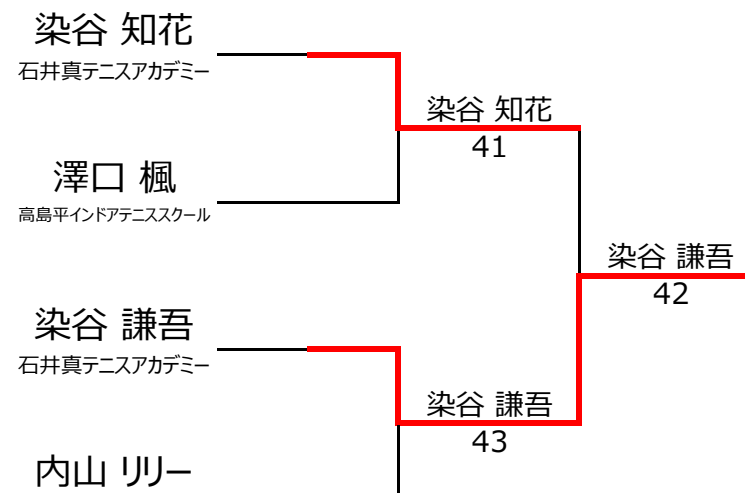 染谷 知花
石井真テニスアカデミー
染谷 知花
41
澤口 楓
高島平インドアテニススクール
染谷 謙吾
42
染谷 謙吾
石井真テニスアカデミー
染谷 謙吾
43
内山 リリー